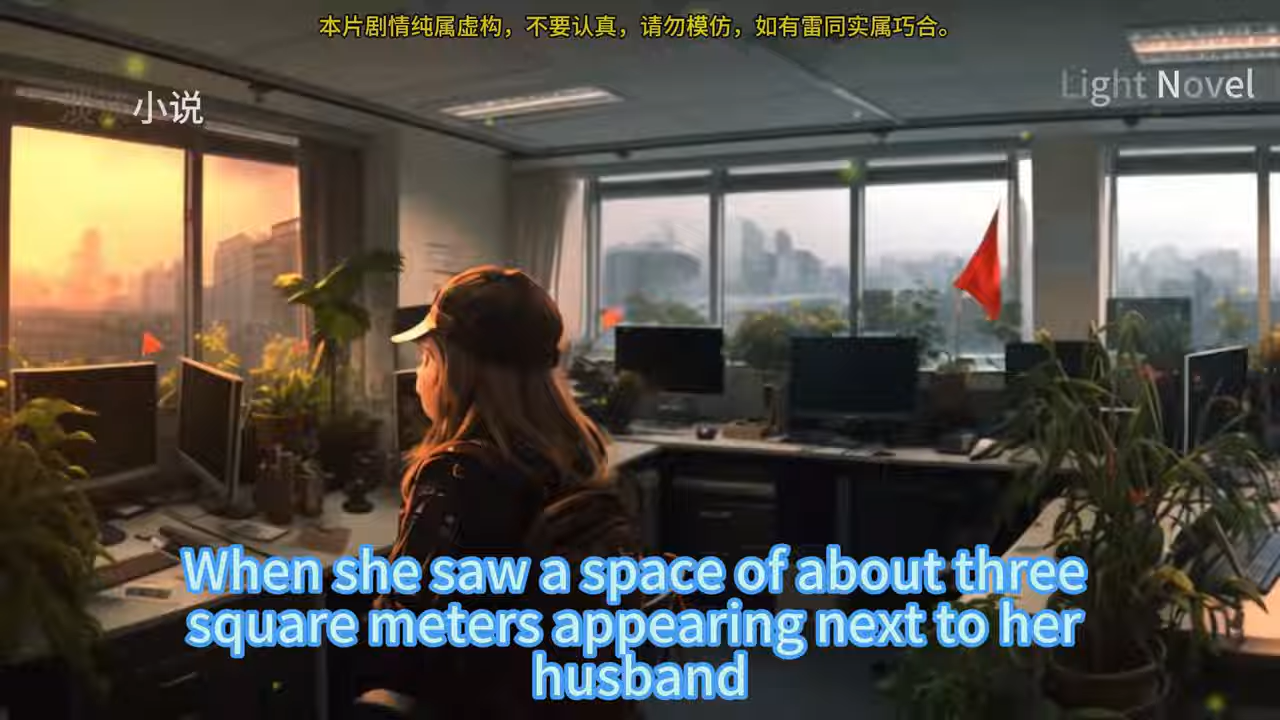 本片剧情纯属虚构，不要认真，请勿模仿，如有雷同实属巧合。
小说
Light Novel
When she saw a space of about three
square meters appearing next to her
husband